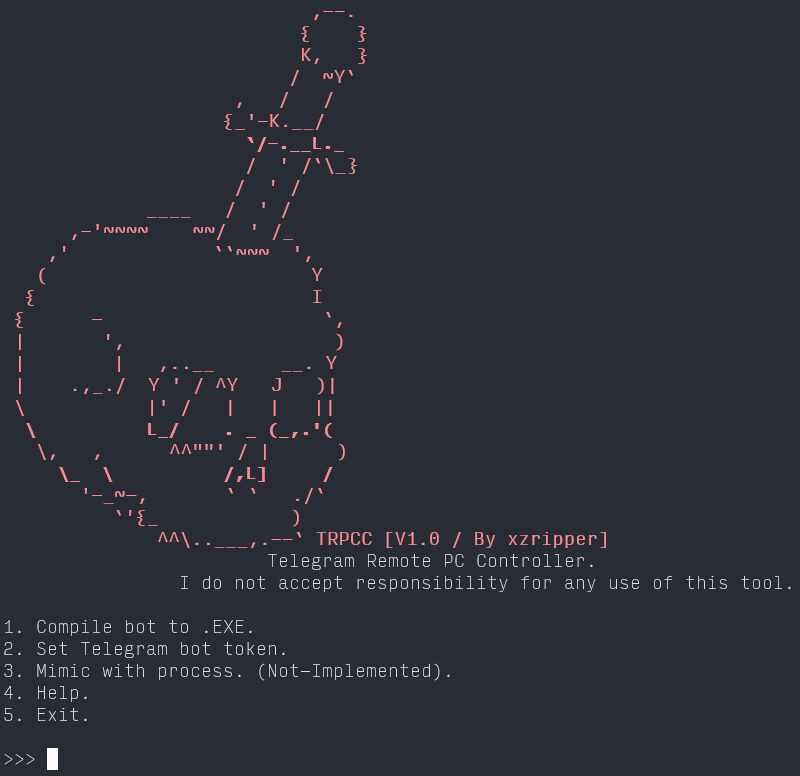 TRPCC [V1.0 / By xzripper]
Telegram Remote PC Controller.
I do not accept responsibility for any use of this tool.
1. Compile bot to .EXE.
2. Set Telegram bot token.
3. Mimic with process. (Not-Implemented).
4. Help.
5. Exit.
>>>